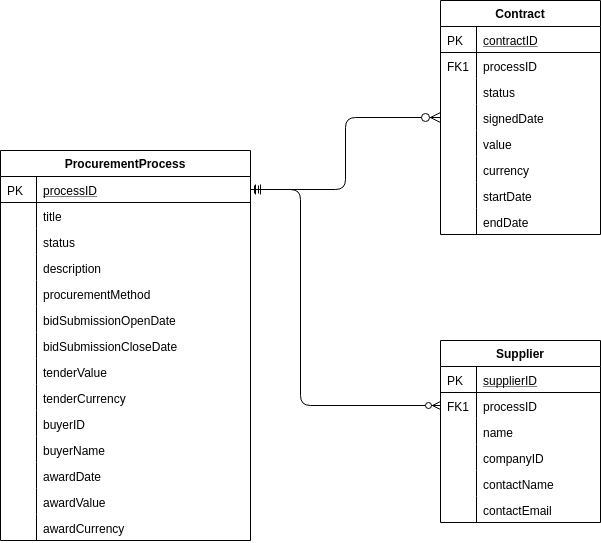 Contract
PK contractID
FK1 processID
status
signedDate
value
currency
startDate
endDate
ProcurementProcess
PK processID
title
status
description
procurementMethod
bidSubmissionOpenDate
bidSubmissionCloseDate
tenderValue
tenderCurrency
buyerID
buyerName
awardDate
awardValue
awardCurrency
Supplier
PK supplierID
FK1 processID
name
companyID
contactName
contactEmail